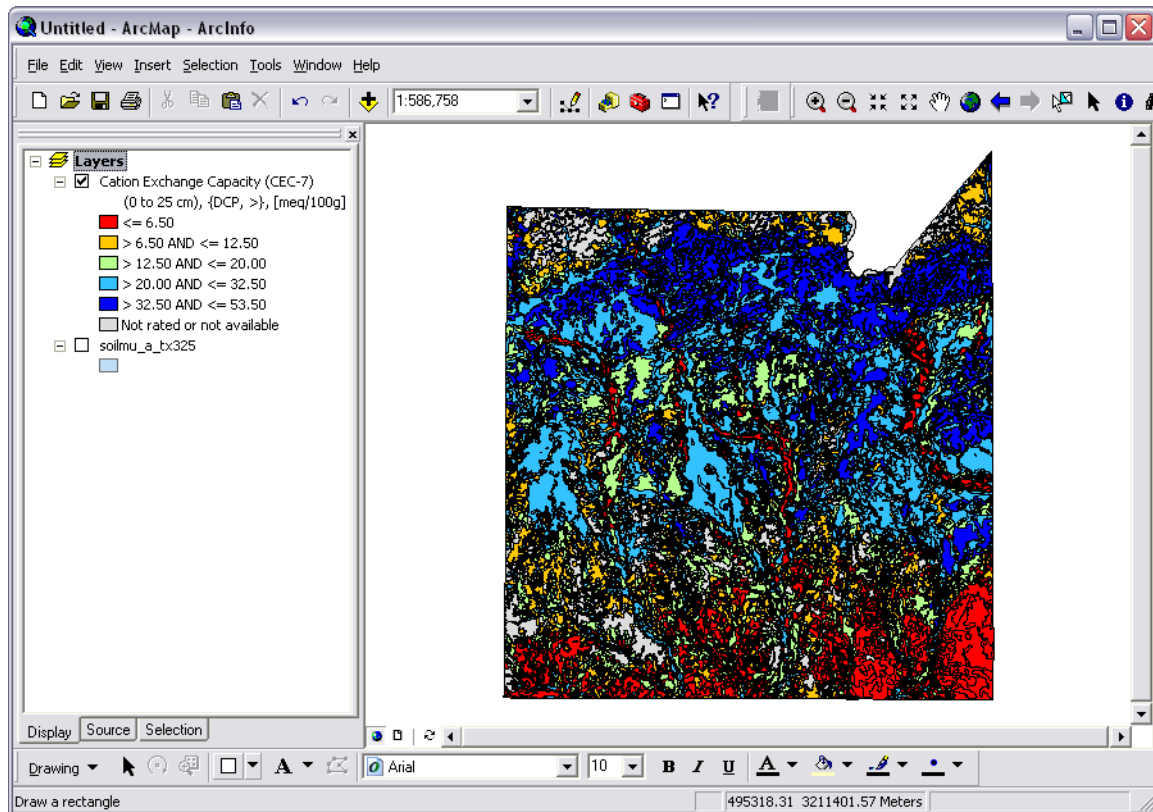 Untitled - ArcMap - ArcInfo
File Edit View Insert Selection Tools Window Help
1:586,758
Layers
Cation Exchange Capacity (CEC-7)
(0 to 25 cm), {DCP, >}, [meq/100g]
<= 6.50
> 6.50 AND <= 12.50
> 12.50 AND <= 20.00
> 20.00 AND <= 32.50
> 32.50 AND <= 53.50
Not rated or not available
soilmu_a_tx325
Display Source Selection
Drawing A Arial 10 B I U A
Draw a rectangle
495318.31 3211401.57 Meters